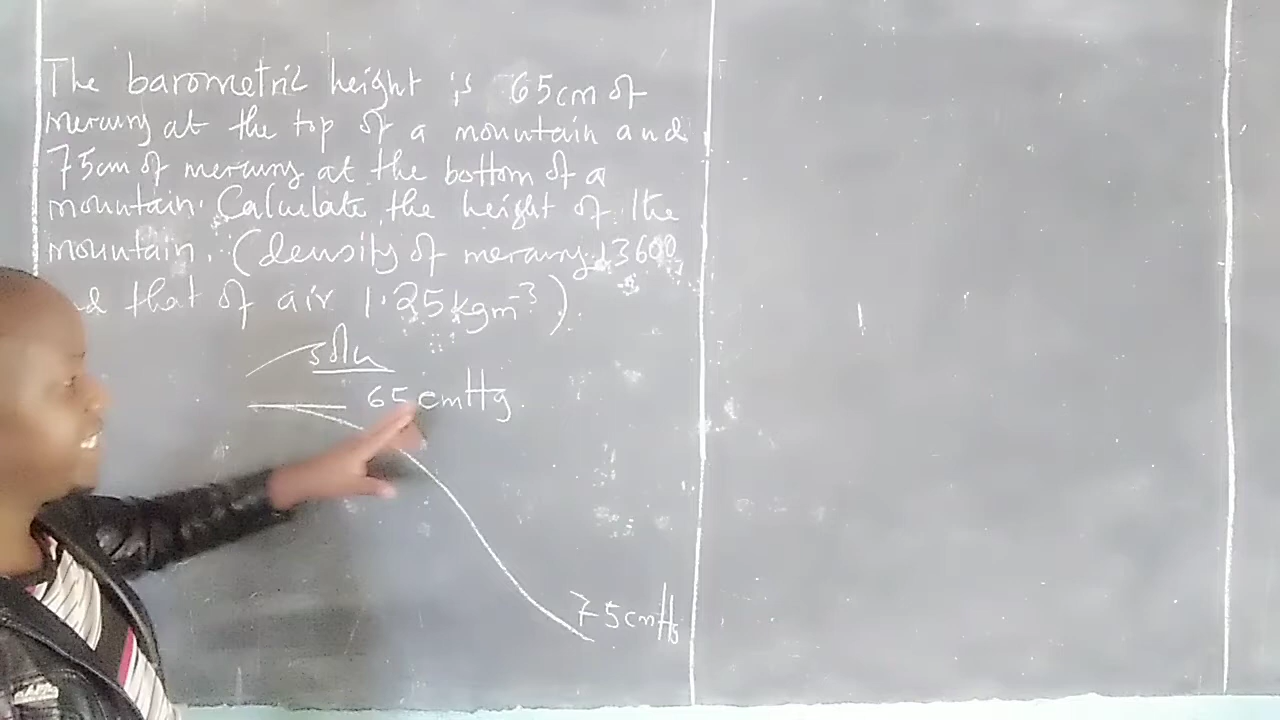 The barometric height is 65cm of
mercury at the top of a mountain and
75cm of mercury at the bottom of a
mountain. Calculate the height of the
mountain. (density of mercury 13600
that of air 1.25kgm⁻³).
soln
65cmHg
75cmHg